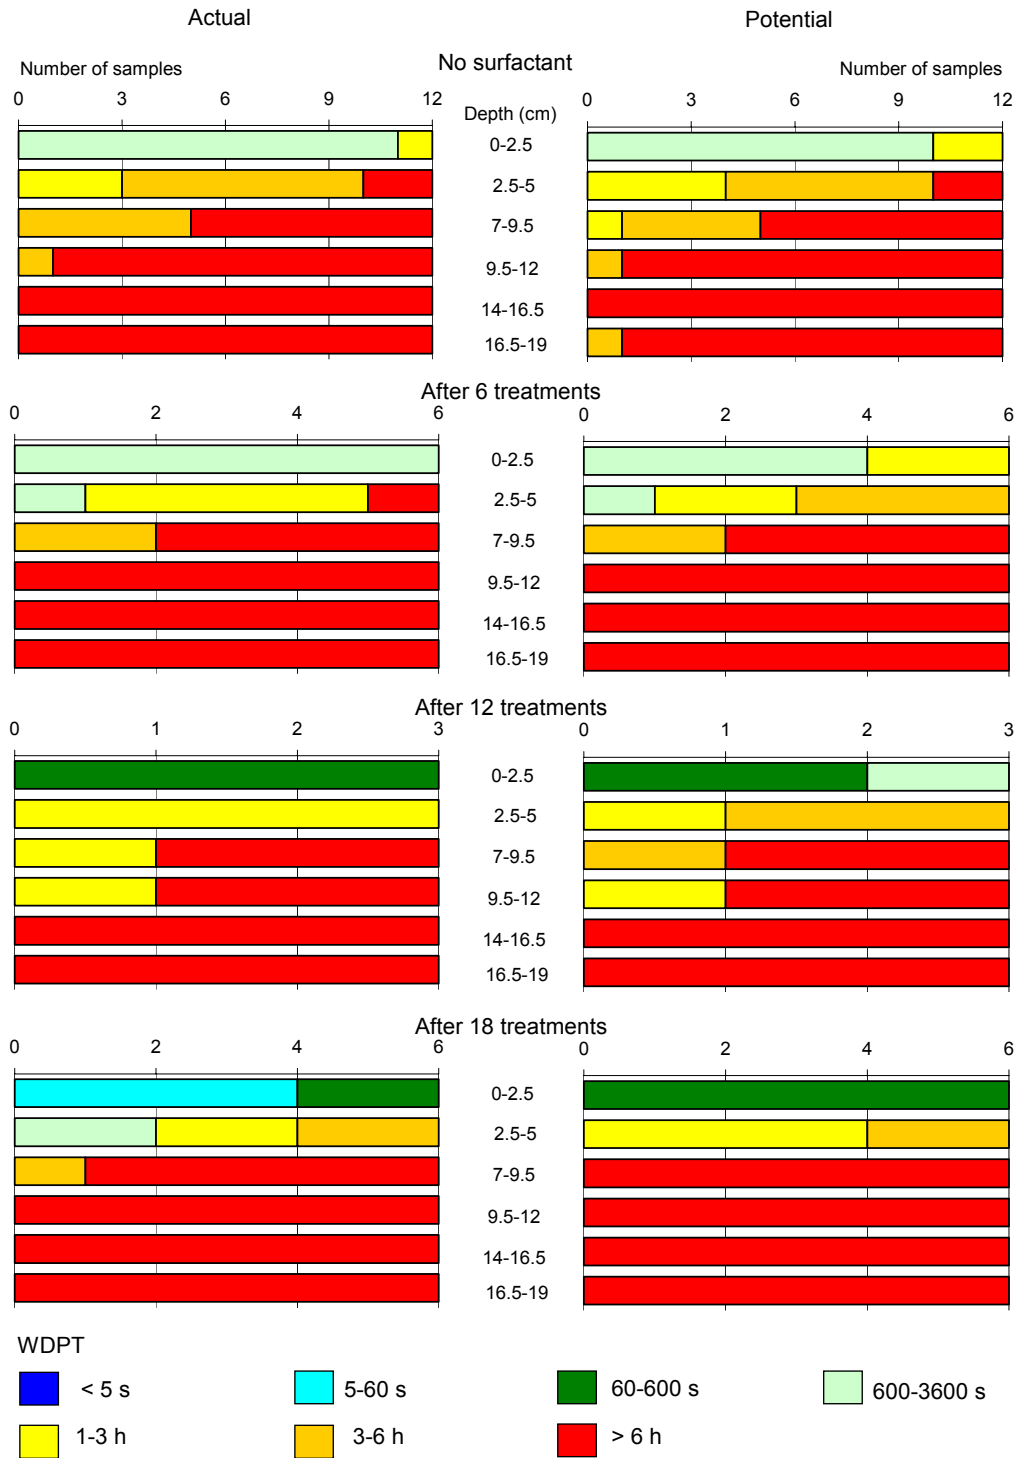 Actual Potential
No surfactant
Number of samples Number of samples
0 3 6 9 12 Depth (cm) 0 3 6 9 12
0-2.5
2.5-5
7-9.5
9.5-12
14-16.5
16.5-19
After 6 treatments
0 2 4 6 0 2 4 6
0-2.5
2.5-5
7-9.5
9.5-12
14-16.5
16.5-19
After 12 treatments
0 1 2 3 0 1 2 3
0-2.5
2.5-5
7-9.5
9.5-12
14-16.5
16.5-19
After 18 treatments
0 2 4 6 0 2 4 6
0-2.5
2.5-5
7-9.5
9.5-12
14-16.5
16.5-19
WDPT
< 5 s 5-60 s 60-600 s 600-3600 s
1-3 h 3-6 h > 6 h